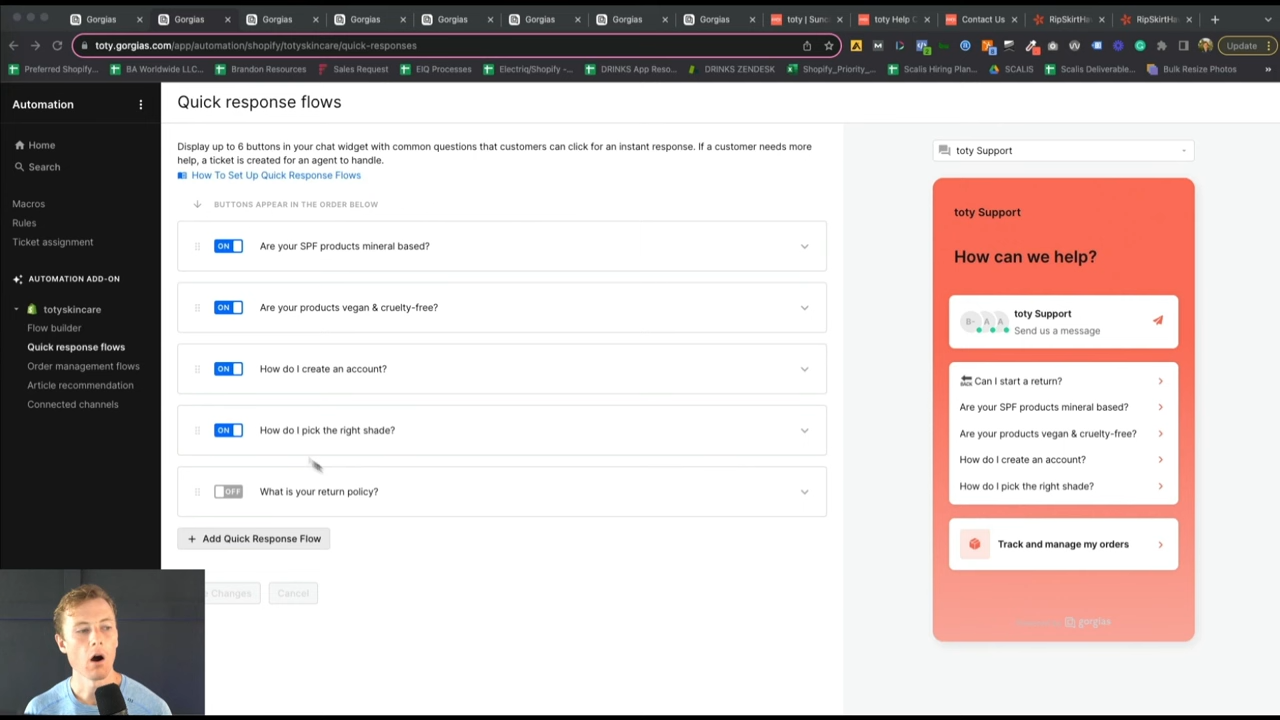 Gorgias
Gorgias
Gorgias
Gorgias
Gorgias
Gorgias
Gorgias
Gorgias
toty | Sunc
toty Help C
Contact Us
RipSkirtHa
RipSkirtHa
toty.gorgias.com/app/automation/shopify/totyskincare/quick-responses
Update
Preferred Shopify...
BA Worldwide LLC...
Brandon Resources
Sales Request
EIQ Processes
Electriq/Shopify -...
DRINKS App Reso...
DRINKS ZENDESK
Shopify_Priority_...
Scalis Hiring Plan...
SCALIS
Scalis Deliverable...
Bulk Resize Photos
Automation
Home
Search
Macros
Rules
Ticket assignment
AUTOMATION ADD-ON
totyskincare
Flow builder
Quick response flows
Order management flows
Article recommendation
Connected channels
Quick response flows
Display up to 6 buttons in your chat widget with common questions that customers can click for an instant response. If a customer needs more
help, a ticket is created for an agent to handle.
How To Set Up Quick Response Flows
BUTTONS APPEAR IN THE ORDER BELOW
ON Are your SPF products mineral based?
ON Are your products vegan & cruelty-free?
ON How do I create an account?
ON How do I pick the right shade?
OFF What is your return policy?
+ Add Quick Response Flow
Changes
Cancel
toty Support
toty Support
How can we help?
B- A A
toty Support
Send us a message
BACK Can I start a return?
Are your SPF products mineral based?
Are your products vegan & cruelty-free?
How do I create an account?
How do I pick the right shade?
Track and manage my orders
gorgias